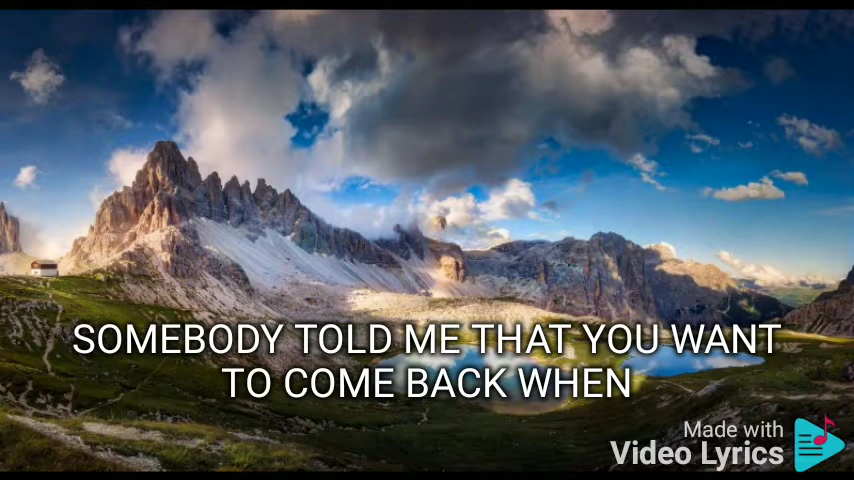 SOMEBODY TOLD ME THAT YOU WANT
TO COME BACK WHEN
Made with
Video Lyrics